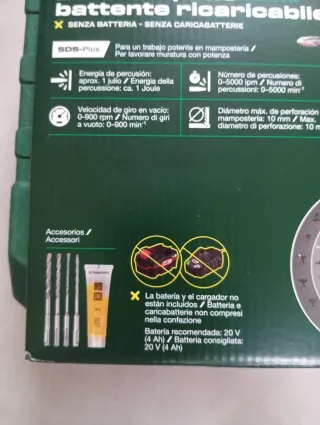 battente ricaricabile
SENZA BATTERIA - SENZA CARICABATTERIE
SDS-Plus
Para un trabajo potente en mampostería /
Per lavorare muratura con potenza
Energía de percusión:
aprox. 1 julio / Energia della
percussione: ca. 1 Joule
Número de percusiones:
0–5000 ipm / Numero di
percussioni: 0–5000 min⁻¹
Velocidad de giro en vacío:
0-900 rpm / Numero di giri
a vuoto: 0–900 min⁻¹
Diámetro máx. de perforación
mampostería: 10 mm / Max.
diametro di perforazione: 10 m
Accesorios /
Accessori
La batería y el cargador no
están incluidos / Batteria e
caricabatterie non compresi
nella confezione
Batería recomendada: 20 V
(4 Ah) / Batteria consigliata:
20 V (4 Ah)